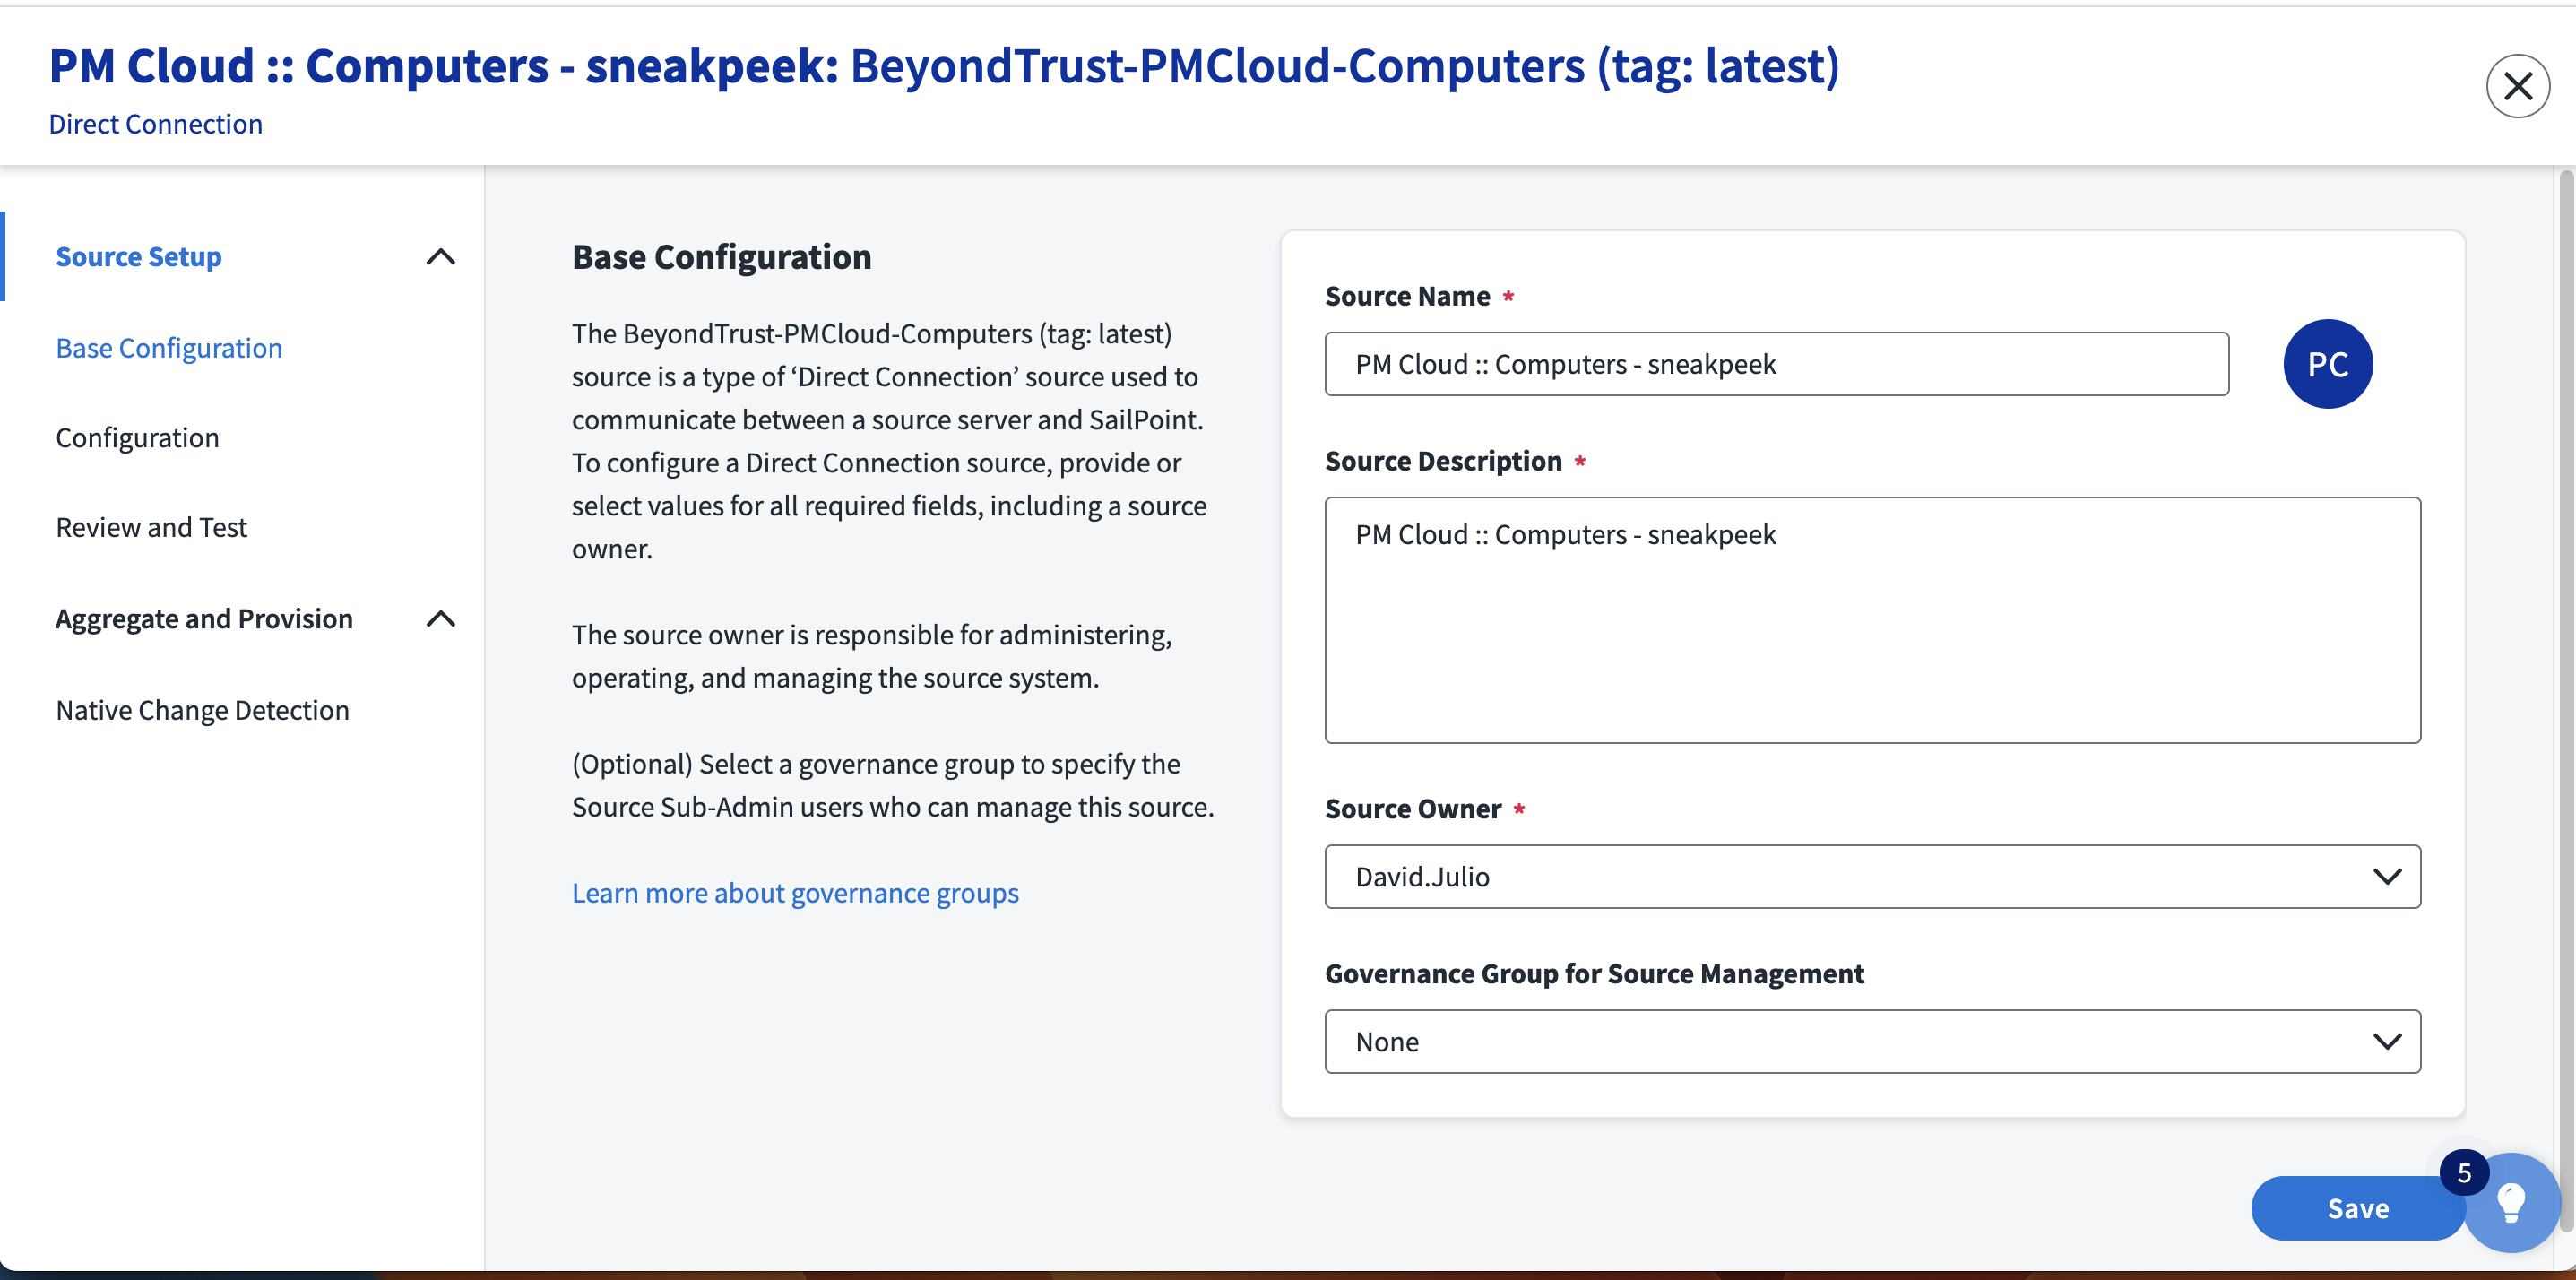 PM Cloud :: Computers - sneakpeek: BeyondTrust-PMCloud-Computers (tag: latest)
Direct Connection
Source Setup
Base Configuration
Configuration
Review and Test
Aggregate and Provision
Native Change Detection
Base Configuration
The BeyondTrust-PMCloud-Computers (tag: latest)
source is a type of ‘Direct Connection’ source used to
communicate between a source server and SailPoint.
To configure a Direct Connection source, provide or
select values for all required fields, including a source
owner.
The source owner is responsible for administering,
operating, and managing the source system.
(Optional) Select a governance group to specify the
Source Sub-Admin users who can manage this source.
Learn more about governance groups
Source Name *
PM Cloud :: Computers - sneakpeek
PC
Source Description *
PM Cloud :: Computers - sneakpeek
Source Owner *
David.Julio
Governance Group for Source Management
None
5
Save